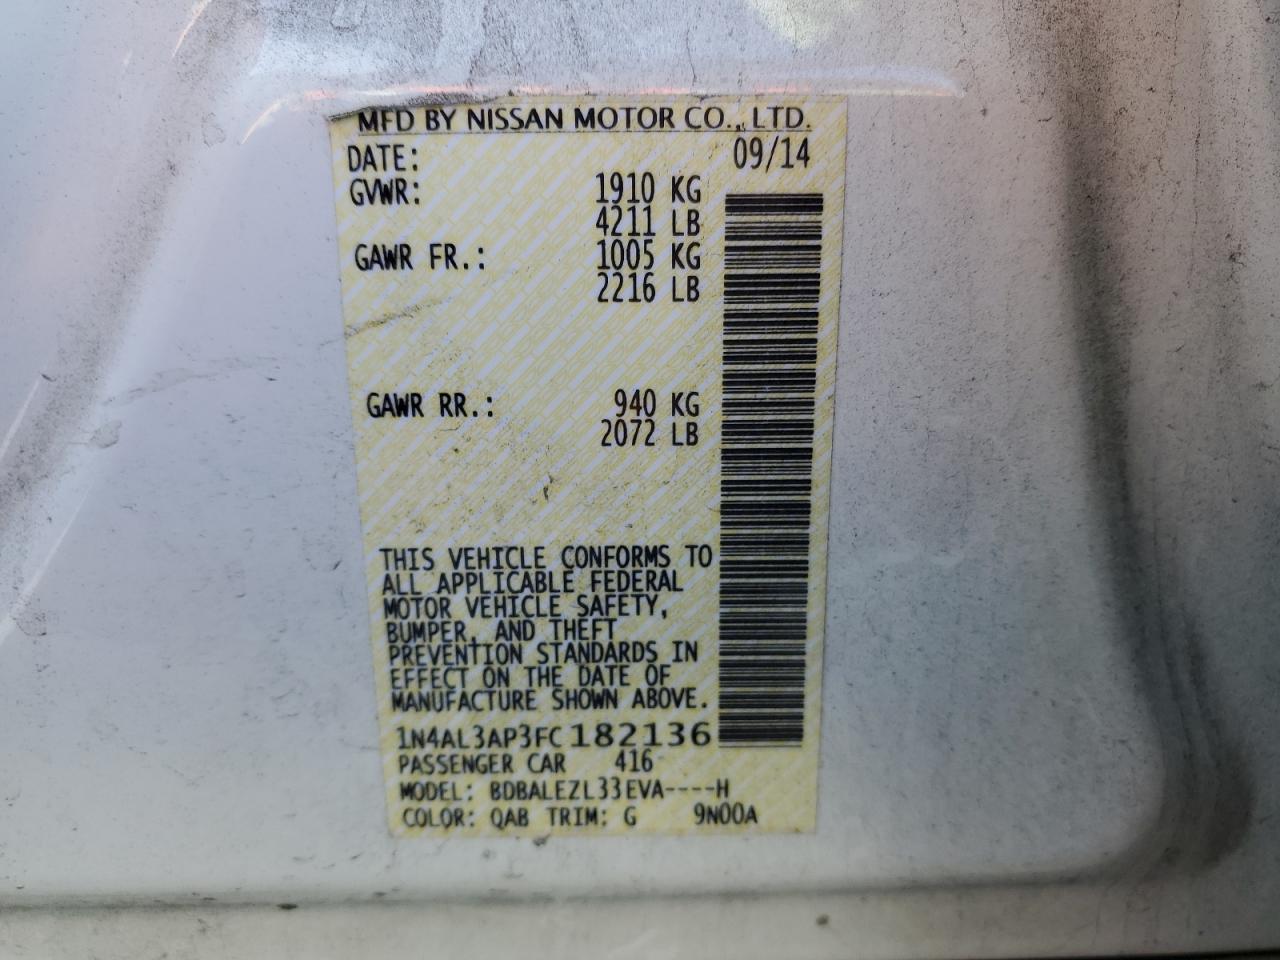 MFD BY NISSAN MOTOR CO., LTD.
DATE: 09/14
GVWR: 1910 KG
4211 LB
GAWR FR.: 1005 KG
2216 LB
GAWR RR.: 940 KG
2072 LB
THIS VEHICLE CONFORMS TO
ALL APPLICABLE FEDERAL
MOTOR VEHICLE SAFETY,
BUMPER, AND THEFT
PREVENTION STANDARDS IN
EFFECT ON THE DATE OF
MANUFACTURE SHOWN ABOVE.
1N4AL3AP3FC182136
PASSENGER CAR 416
MODEL: BDBALEZL33EVA----H
COLOR: QAB TRIM: G 9N00A